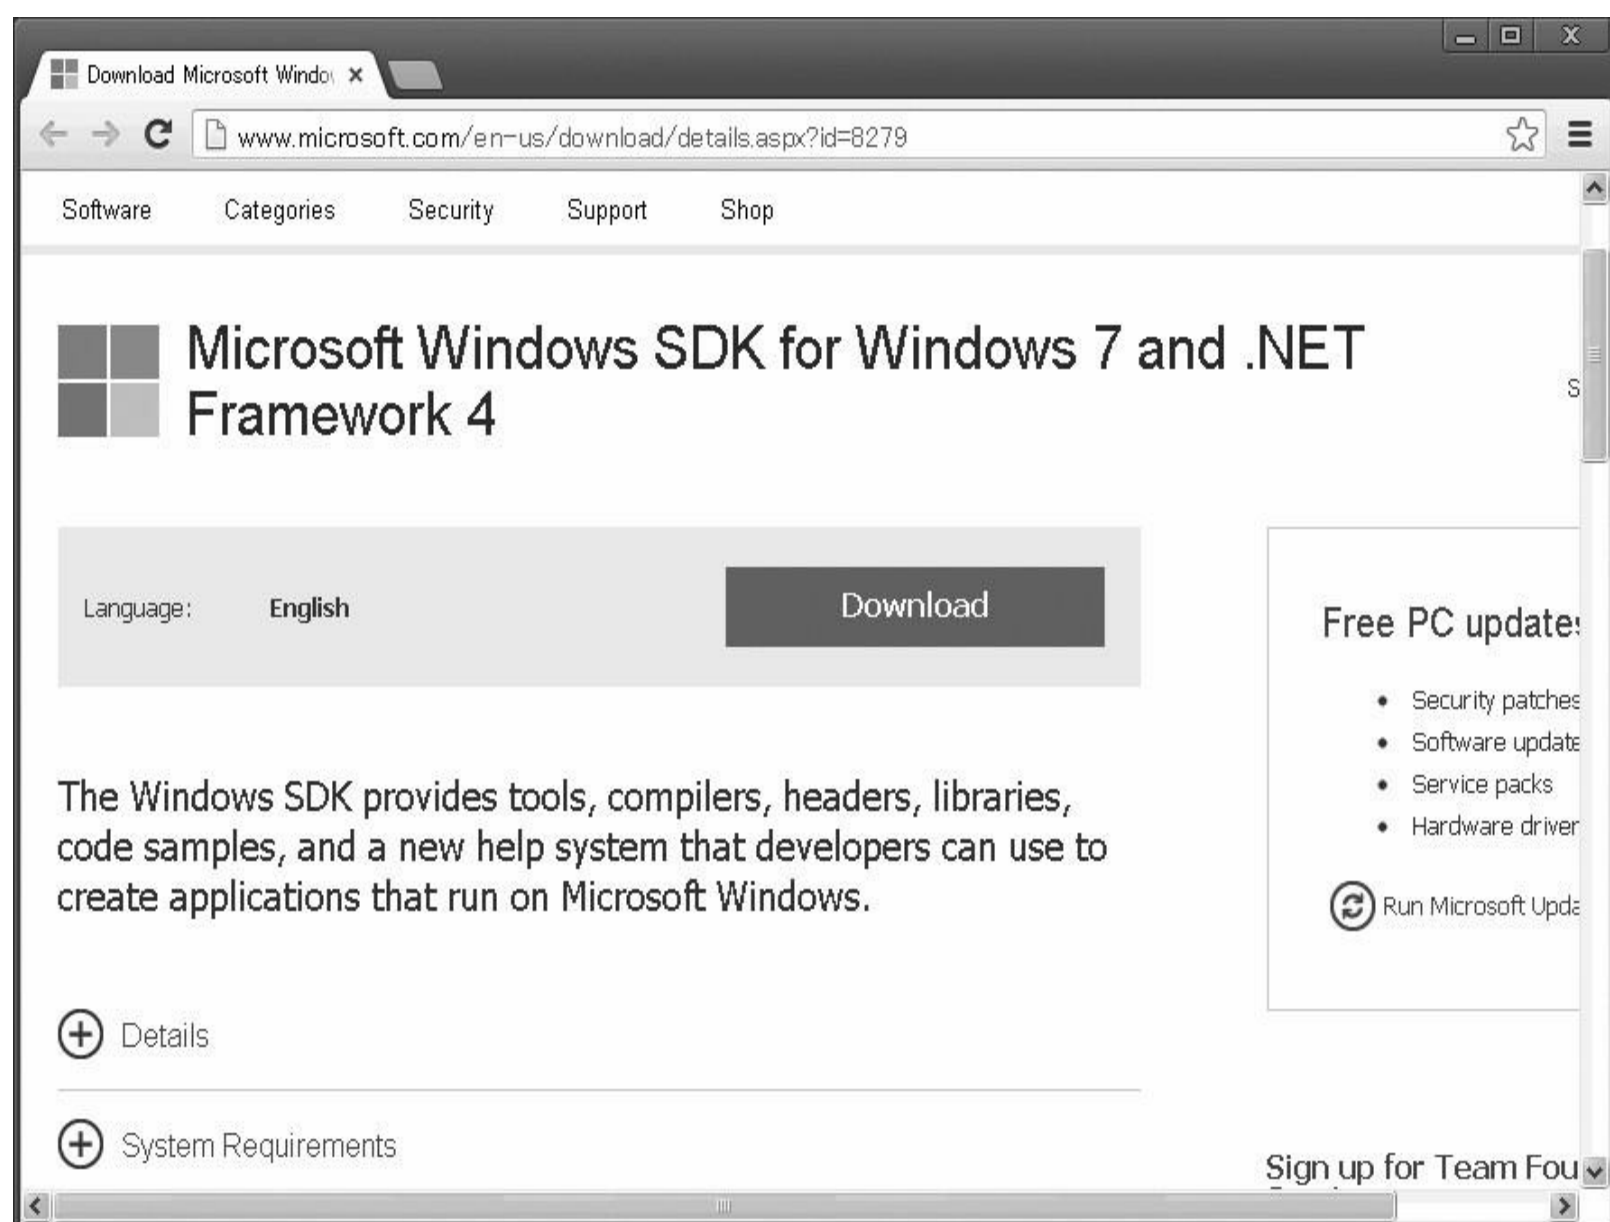 Download Microsoft Windo
www.microsoft.com/en-us/download/details.aspx?id=8279
Software Categories Security Support Shop
Microsoft Windows SDK for Windows 7 and .NET
Framework 4
S
Language: English Download
Free PC updates
Security patches
Software update
Service packs
Hardware driver
Run Microsoft Upda
The Windows SDK provides tools, compilers, headers, libraries,
code samples, and a new help system that developers can use to
create applications that run on Microsoft Windows.
Details
System Requirements
Sign up for Team Fou